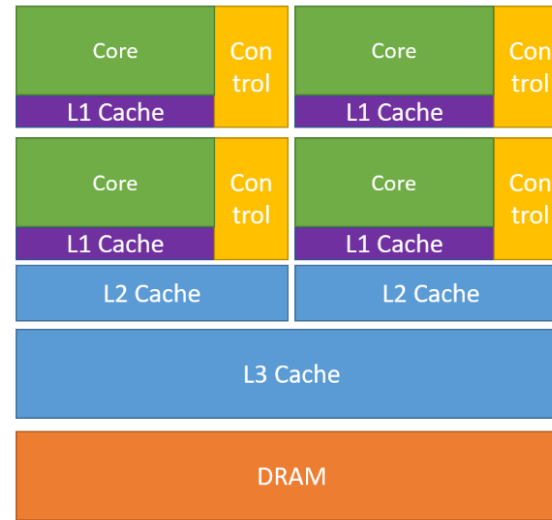 Core
Con
trol
Core
Con
trol
L1 Cache
L1 Cache
Core
Con
trol
Core
Con
trol
L1 Cache
L1 Cache
L2 Cache
L2 Cache
L3 Cache
DRAM